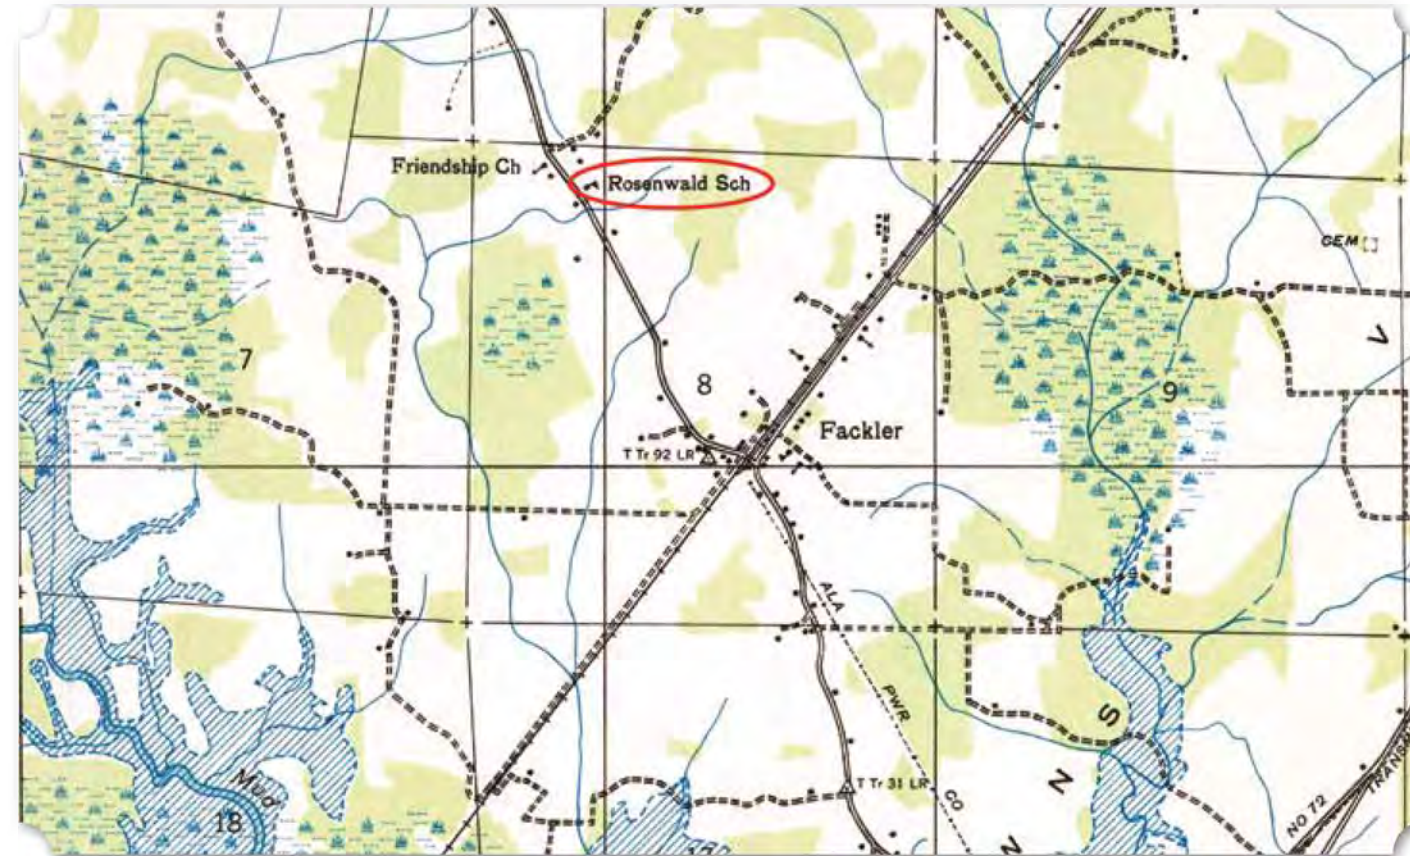 Friendship Ch
Rosenwald Sch
CEM
V
7
8
9
Fackler
T Tr 92 LR
ALA
PWR
S
T Tr 31 LR
CO
N
Mud
18
NO 72
N